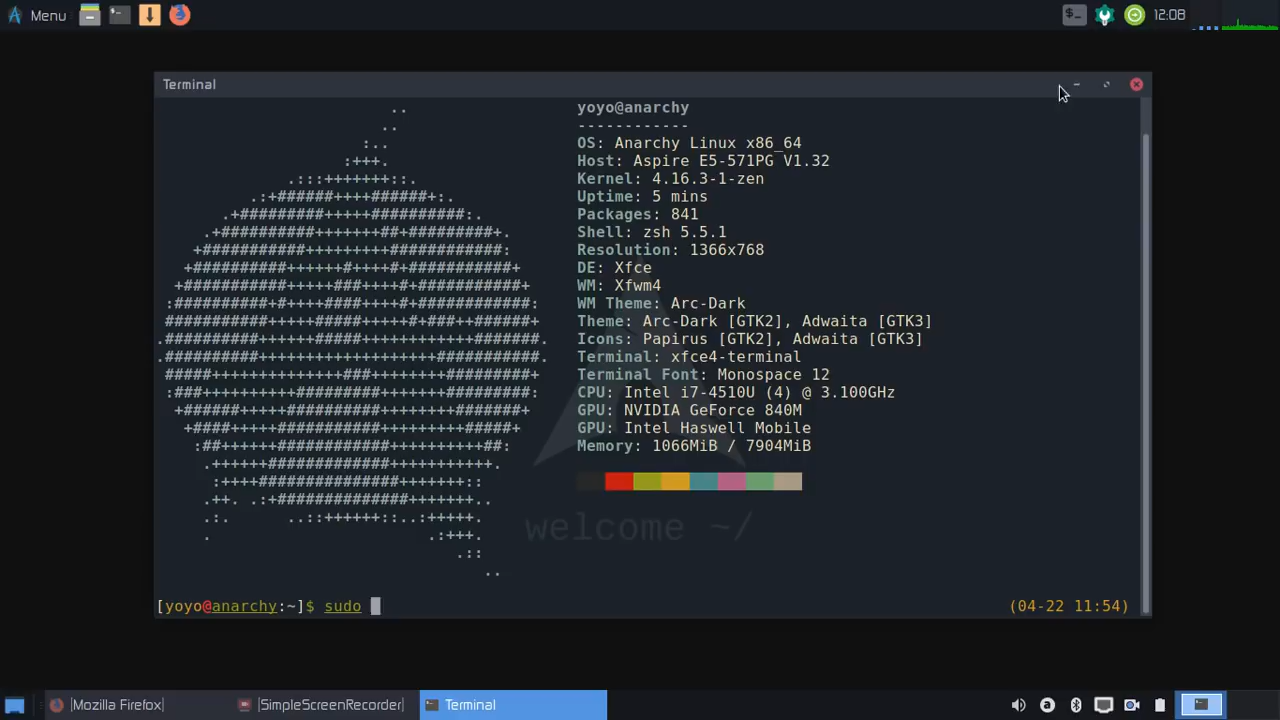 Menu
12:08
Terminal
yoyo@anarchy
------------
OS: Anarchy Linux x86_64
Host: Aspire E5-571PG V1.32
Kernel: 4.16.3-1-zen
Uptime: 5 mins
Packages: 841
Shell: zsh 5.5.1
Resolution: 1366x768
DE: Xfce
WM: Xfwm4
WM Theme: Arc-Dark
Theme: Arc-Dark [GTK2], Adwaita [GTK3]
Icons: Papirus [GTK2], Adwaita [GTK3]
Terminal: xfce4-terminal
Terminal Font: Monospace 12
CPU: Intel i7-4510U (4) @ 3.100GHz
GPU: NVIDIA GeForce 840M
GPU: Intel Haswell Mobile
Memory: 1066MiB / 7904MiB
welcome ~/
[yoyo@anarchy:~]$ sudo (04-22 11:54)
[Mozilla Firefox] [SimpleScreenRecorder] Terminal